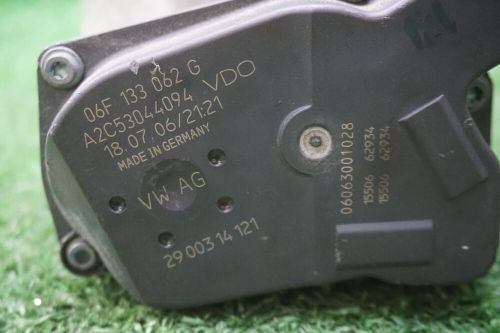 06F 133 062 G
VDO
A2C53044094
18.07.06/21:21
MADE IN GERMANY
VW AG
29 003 14 121
06063001028
15506 62934
15506 62934